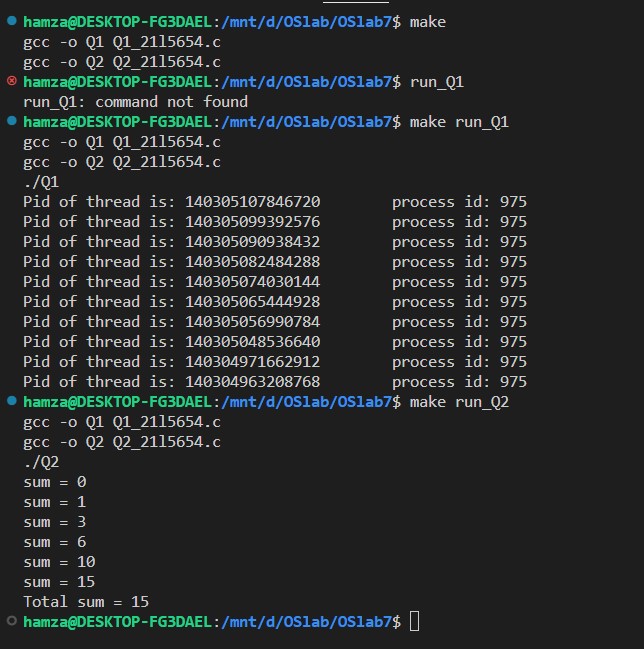 hamza@DESKTOP-FG3DAEL:/mnt/d/OSlab/OSlab7$ make
gcc -o Q1 Q1_21l5654.c
gcc -o Q2 Q2_21l5654.c
hamza@DESKTOP-FG3DAEL:/mnt/d/OSlab/OSlab7$ run_Q1
run_Q1: command not found
hamza@DESKTOP-FG3DAEL:/mnt/d/OSlab/OSlab7$ make run_Q1
gcc -o Q1 Q1_21l5654.c
gcc -o Q2 Q2_21l5654.c
./Q1
Pid of thread is: 140305107846720 process id: 975
Pid of thread is: 140305099392576 process id: 975
Pid of thread is: 140305090938432 process id: 975
Pid of thread is: 140305082484288 process id: 975
Pid of thread is: 140305074030144 process id: 975
Pid of thread is: 140305065444928 process id: 975
Pid of thread is: 140305056990784 process id: 975
Pid of thread is: 140305048536640 process id: 975
Pid of thread is: 140304971662912 process id: 975
Pid of thread is: 140304963208768 process id: 975
hamza@DESKTOP-FG3DAEL:/mnt/d/OSlab/OSlab7$ make run_Q2
gcc -o Q1 Q1_21l5654.c
gcc -o Q2 Q2_21l5654.c
./Q2
sum = 0
sum = 1
sum = 3
sum = 6
sum = 10
sum = 15
Total sum = 15
hamza@DESKTOP-FG3DAEL:/mnt/d/OSlab/OSlab7$